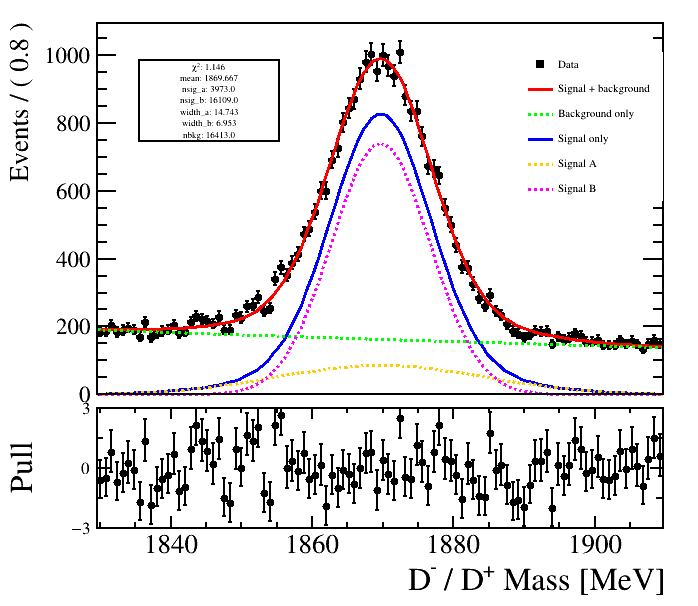 Events / ( 0.8 )
1000
800
600
400
200
0
χ²: 1.146
mean: 1869.667
nsig_a: 3973.0
nsig_b: 16109.0
width_a: 14.743
width_b: 6.953
nbkg: 16413.0
Data
Signal + background
Background only
Signal only
Signal A
Signal B
Pull
3
0
−3
1840
1860
1880
1900
D⁻ / D⁺ Mass [MeV]